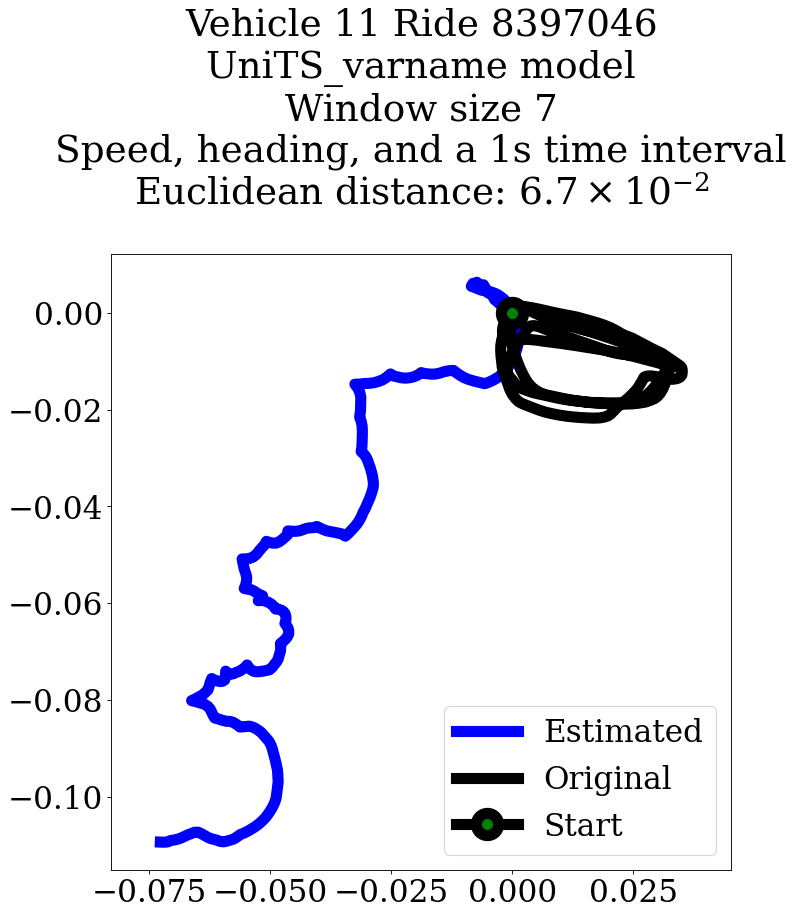 Vehicle 11 Ride 8397046
UniTS_varname model
Window size 7
Speed, heading, and a 1s time interval
Euclidean distance: 6.7 × 10⁻²
0.00
−0.02
−0.04
−0.06
−0.08
−0.10
Estimated
Original
Start
−0.075 −0.050 −0.025 0.000 0.025